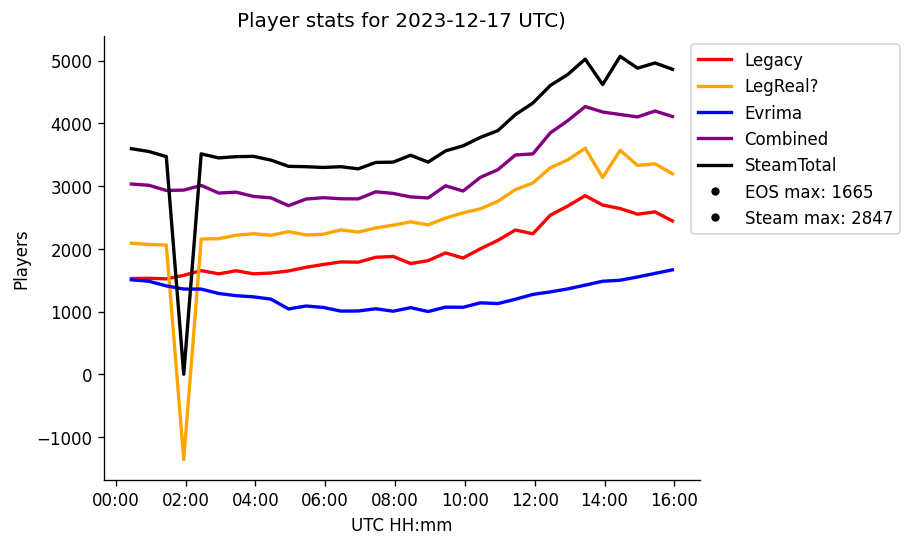 Player stats for 2023-12-17 UTC)
5000
4000
3000
2000
1000
0
−1000
Players
00:00 02:00 04:00 06:00 08:00 10:00 12:00 14:00 16:00
UTC HH:mm
Legacy
LegReal?
Evrima
Combined
SteamTotal
EOS max: 1665
Steam max: 2847